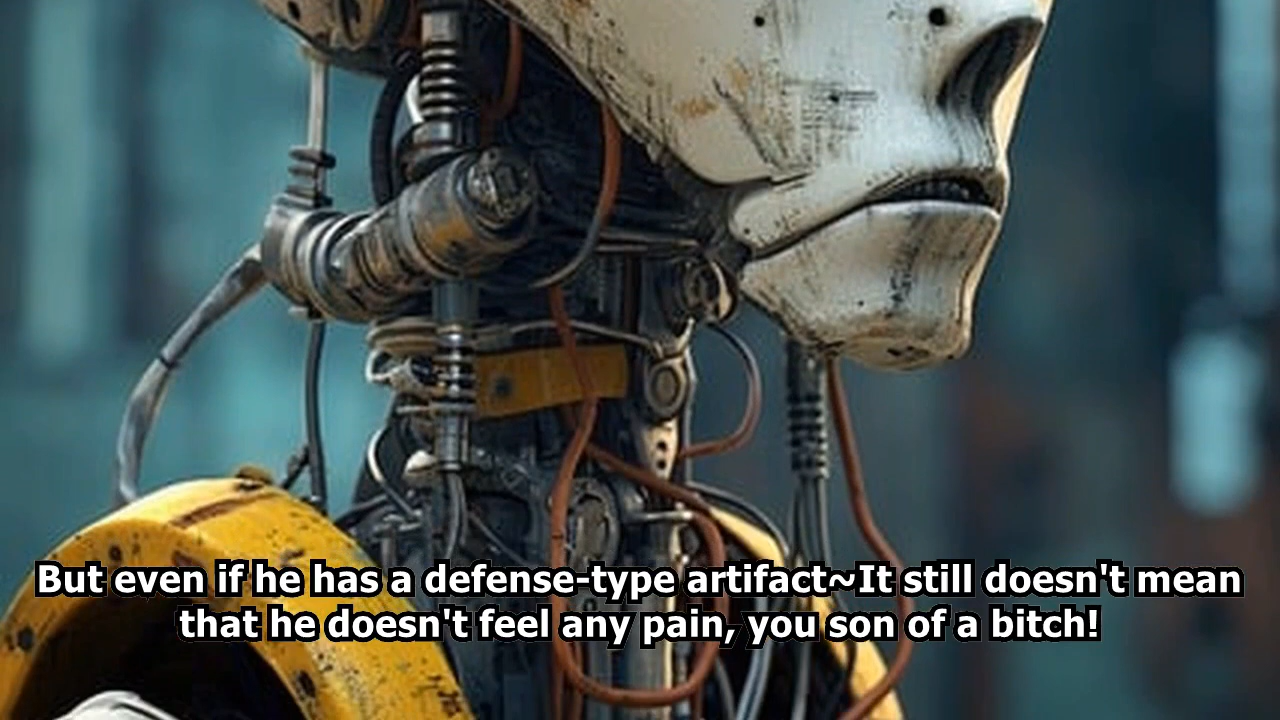 But even if he has a defense-type artifact~It still doesn't mean
that he doesn't feel any pain, you son of a bitch!